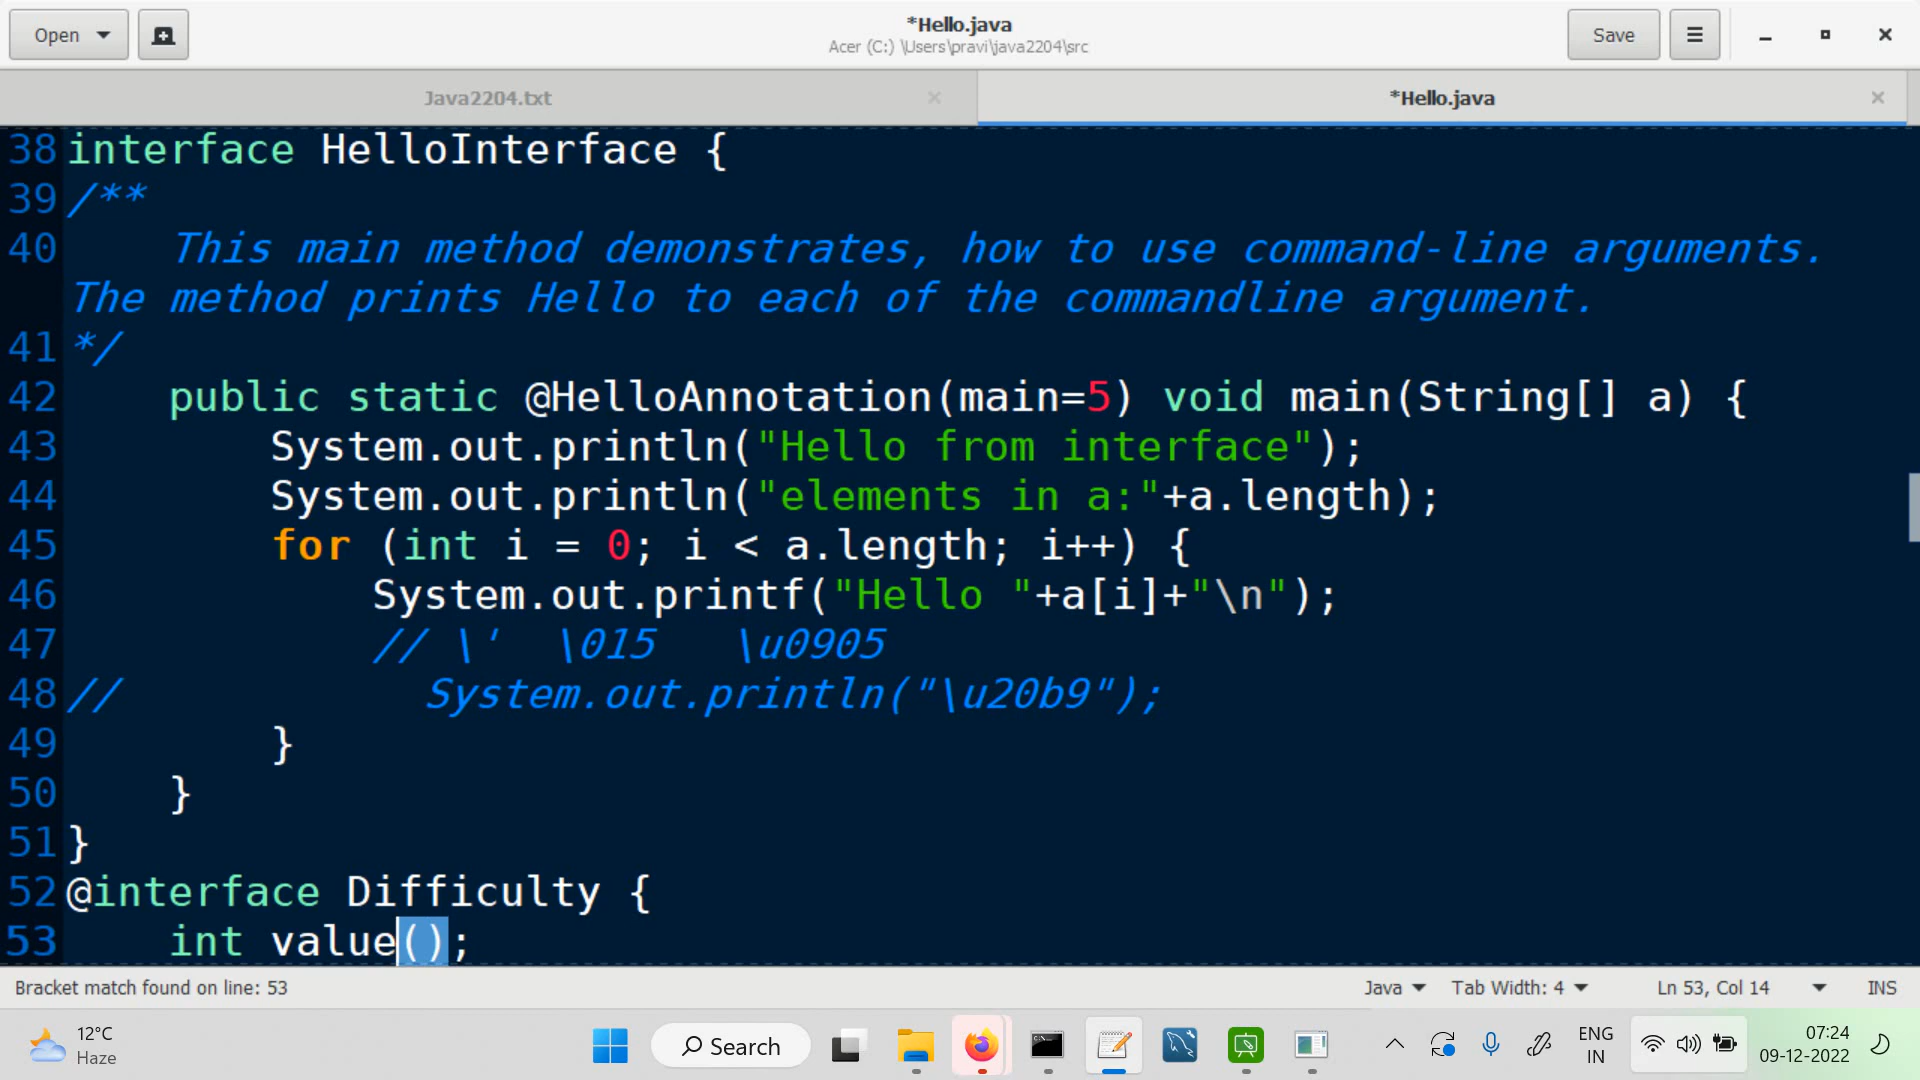 Open
*Hello.java
Acer (C:) \Users\pravi\java2204\src
Save
Java2204.txt
*Hello.java
38 interface HelloInterface {
39 /**
40     This main method demonstrates, how to use command-line arguments.
The method prints Hello to each of the commandline argument.
41 */
42     public static @HelloAnnotation(main=5) void main(String[] a) {
43         System.out.println("Hello from interface");
44         System.out.println("elements in a:"+a.length);
45         for (int i = 0; i < a.length; i++) {
46             System.out.printf("Hello "+a[i]+"\n");
47             // \'  \015   \u0905
48 //            System.out.println("\u20b9");
49         }
50     }
51 }
52 @interface Difficulty {
53     int value();
Bracket match found on line: 53
Java
Tab Width: 4
Ln 53, Col 14
INS
12°C
Haze
Search
ENG
IN
07:24
09-12-2022